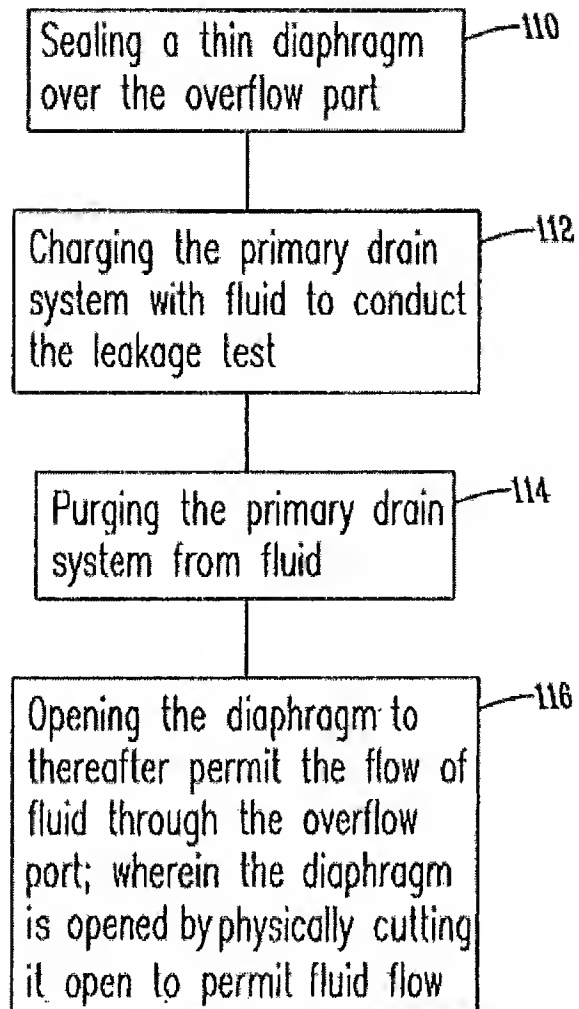 Sealing a thin diaphragm
over the overflow part
110
Charging the primary drain
system with fluid to conduct
the leakage test
112
Purging the primary drain
system from fluid
114
Opening the diaphragm to
thereafter permit the flow of
fluid through the overflow
port; wherein the diaphragm
is opened by physically cutting
it open to permit fluid flow
116